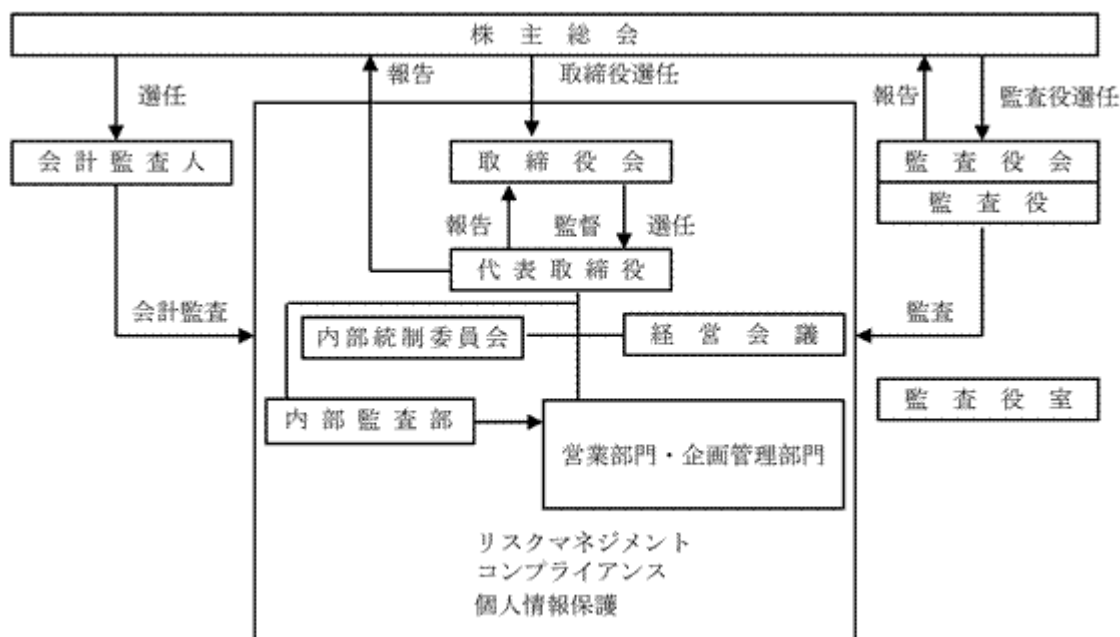 株主総会
報告
取締役選任
選任
報告
監査役選任
会計監査人
取締役会
監査役会
監査役
報告
監督
選任
代表取締役
会計監査
監査
内部統制委員会
経営会議
監査役室
内部監査部
営業部門・企画管理部門
リスクマネジメント
コンプライアンス
個人情報保護